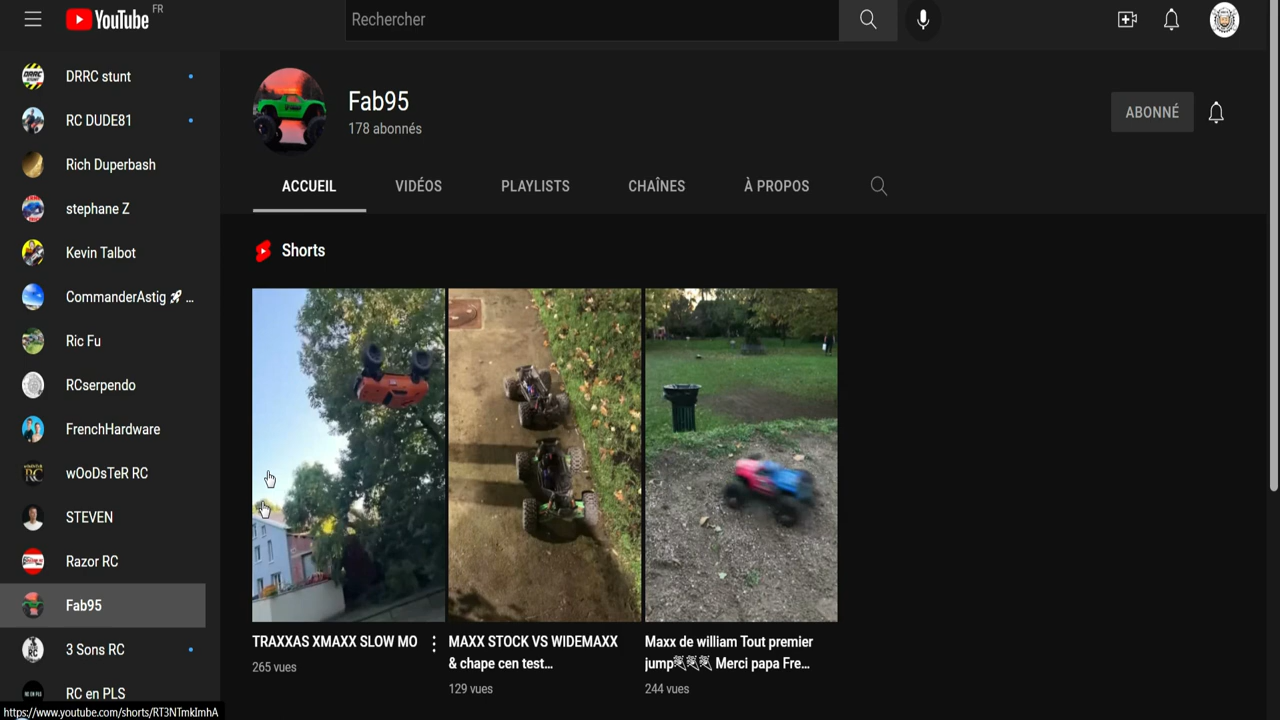 YouTube FR
Rechercher
DRRC stunt
RC DUDE81
Rich Duperbash
stephane Z
Kevin Talbot
CommanderAstig 🚀 ...
Ric Fu
RCserpendo
FrenchHardware
wOoDsTeR RC
STEVEN
Razor RC
Fab95
3 Sons RC
RC en PLS
Fab95
178 abonnés
ABONNÉ
ACCUEIL VIDÉOS PLAYLISTS CHAÎNES À PROPOS
Shorts
TRAXXAS XMAXX SLOW MO
265 vues
MAXX STOCK VS WIDEMAXX
& chape cen test...
129 vues
Maxx de william Tout premier
jump Merci papa Fre...
244 vues
https://www.youtube.com/shorts/RT3NTmkImhA